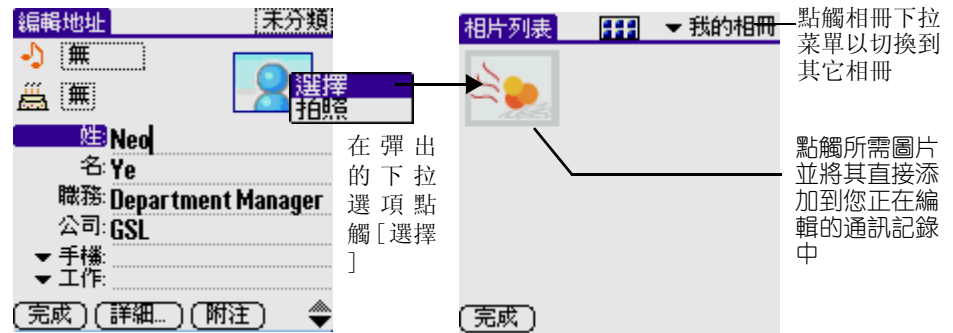 編輯地址
未分類
無
無
選擇
拍照
姓: Neo
名: Ye
職務: Department Manager
公司: GSL
手機:
工作:
完成
詳細...
附注
在彈出
的下拉
選項點
觸[選擇
]
相片列表
我的相冊
完成
點觸相冊下拉
菜單以切換到
其它相冊
點觸所需圖片
並將其直接添
加到您正在編
輯的通訊記錄
中